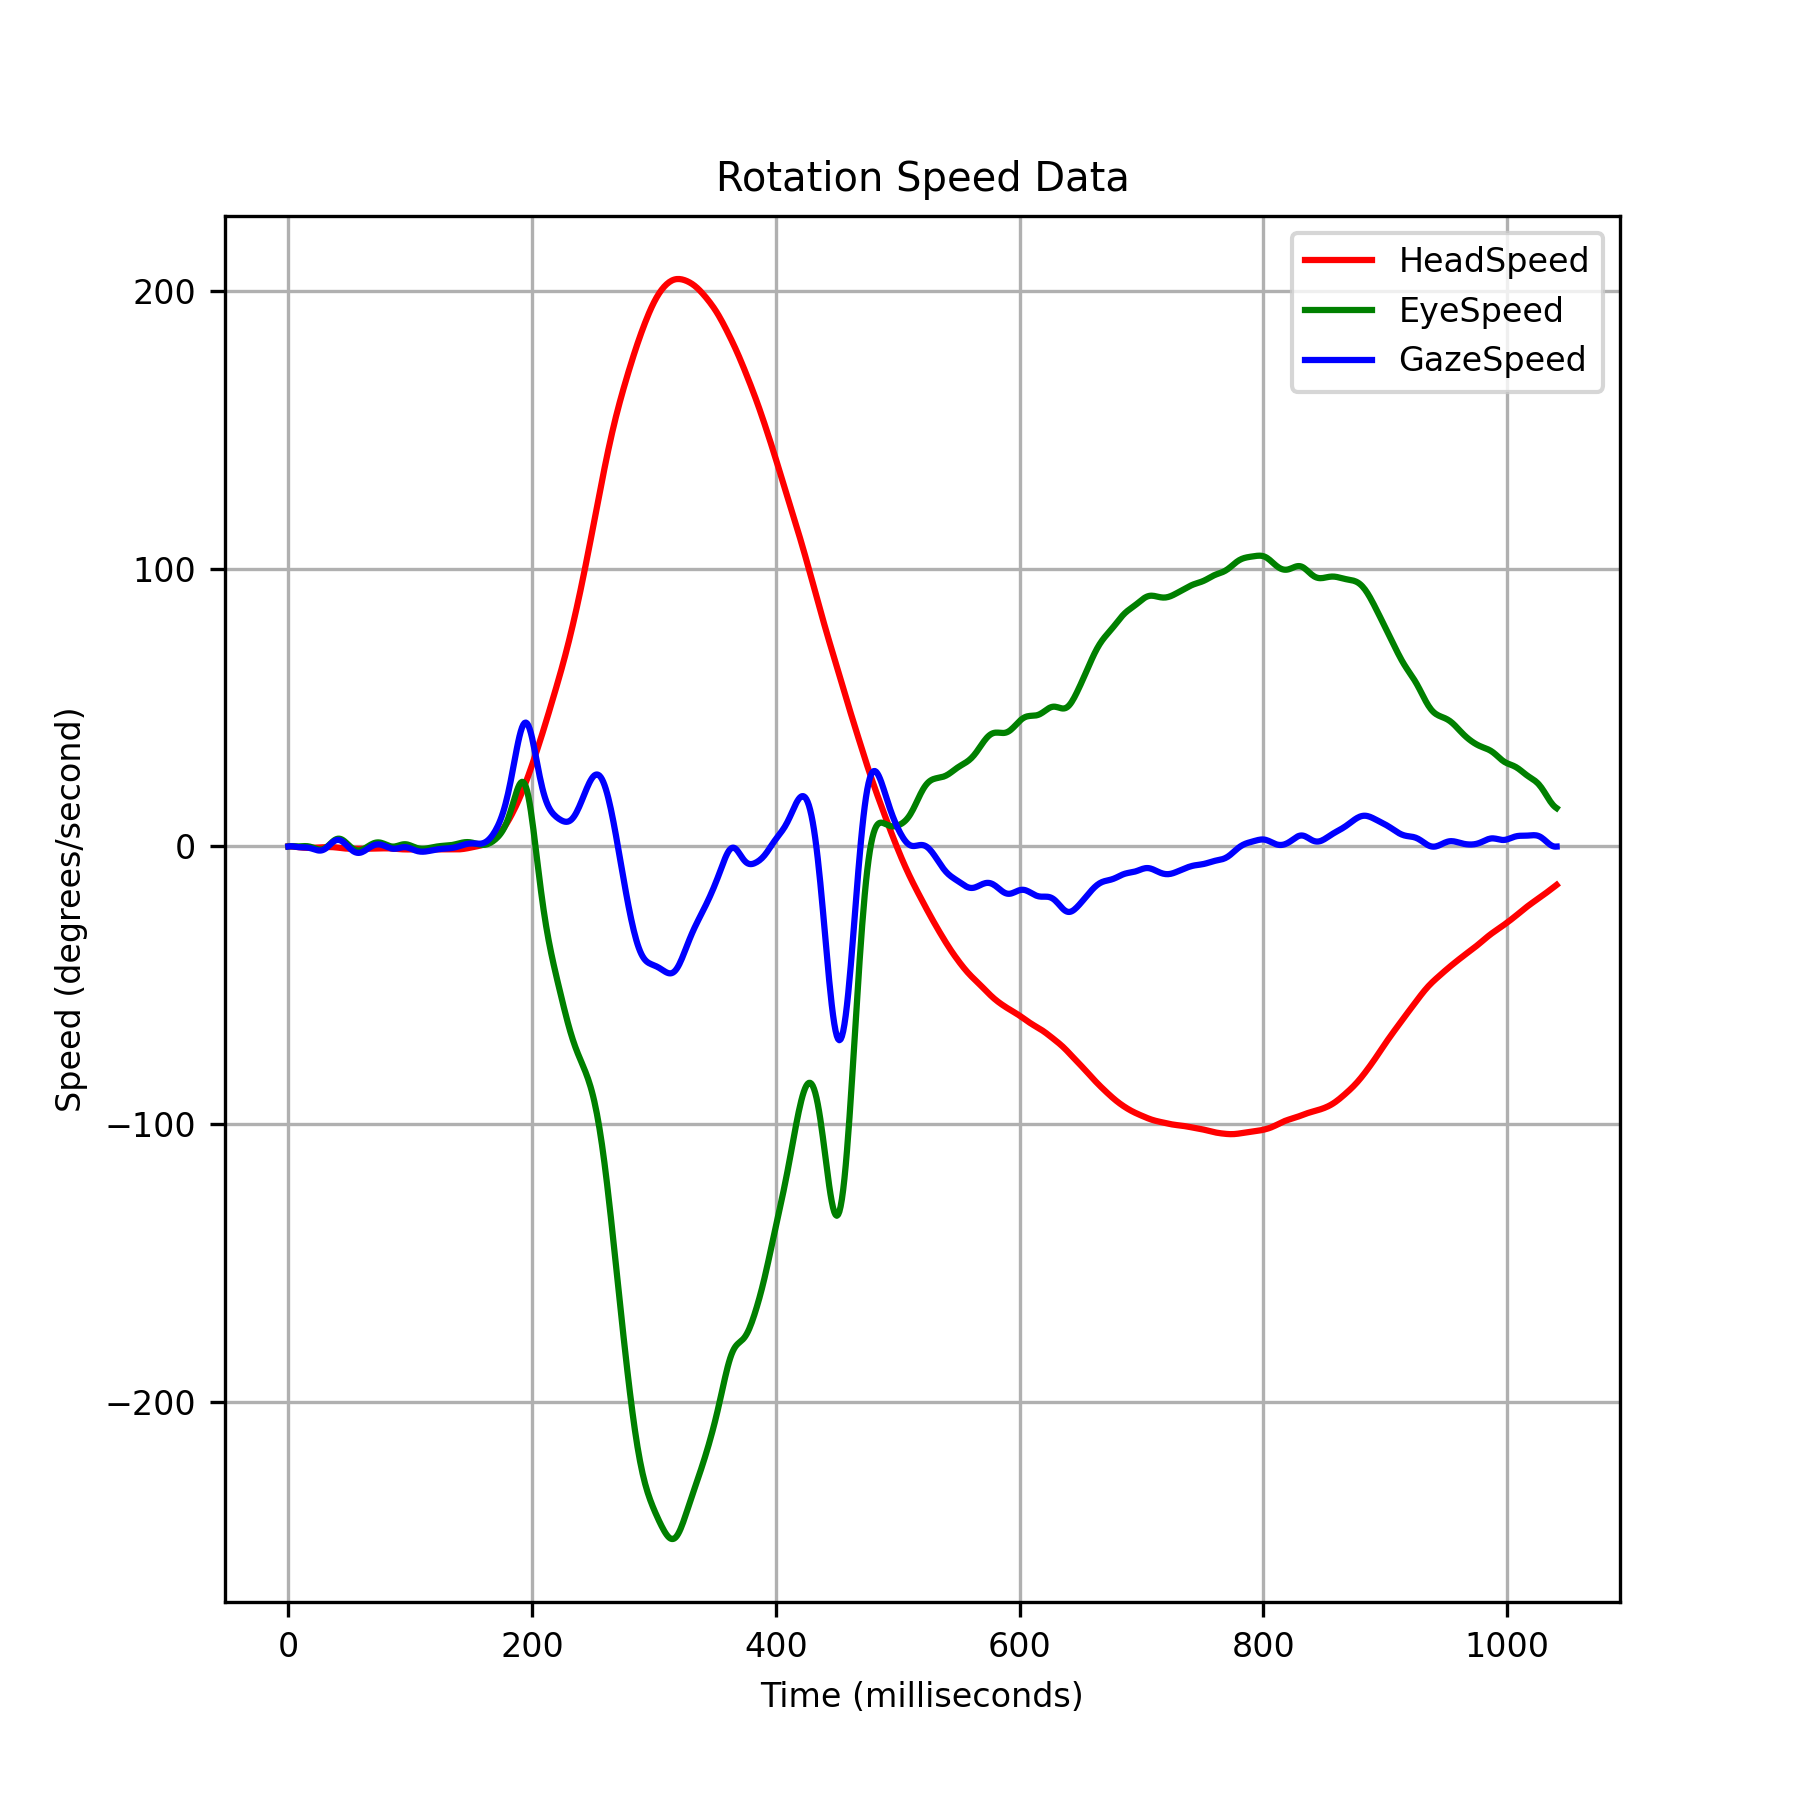 Rotation Speed Data
HeadSpeed
EyeSpeed
GazeSpeed
200
100
0
−100
−200
Speed (degrees/second)
0 200 400 600 800 1000
Time (milliseconds)